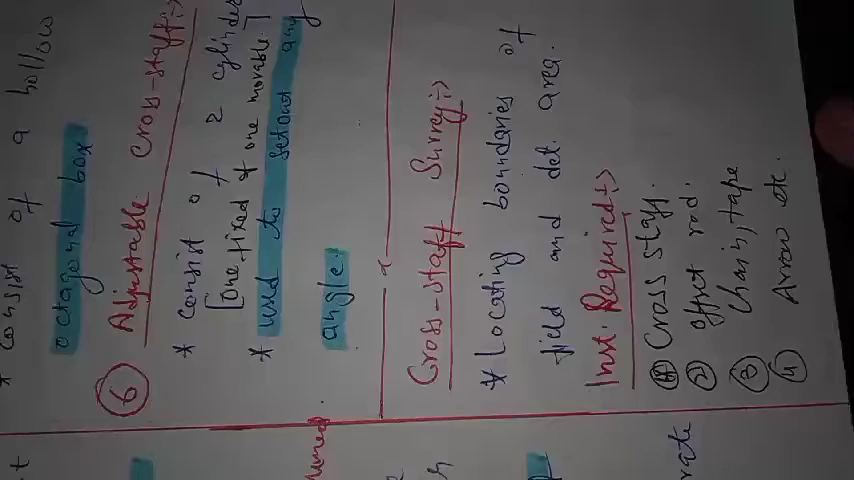 * consist of a hollow
octagonal box
6 Adjustable Cross-staff :->
* consist of 2 cylinder
[one fixed & one movable]
* used to setout any
angle.
x
Cross-staff Survey :->
* Locating boundaries of
field and det. area.
Inst. Required :->
1 Cross staff.
2 offset rod.
3 Chain, tape
4 Arrow etc.
rate